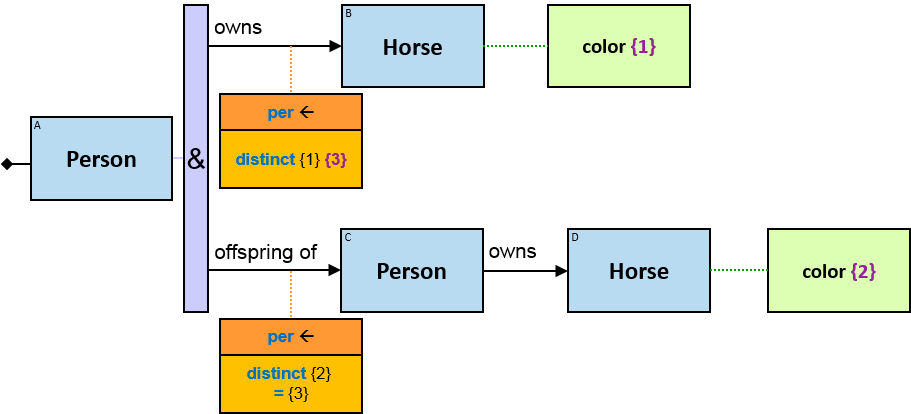 owns
B
Horse
color {1}
per ←
distinct {1} {3}
A
Person
&
offspring of
C
Person
owns
D
Horse
color {2}
per ←
distinct {2}
= {3}